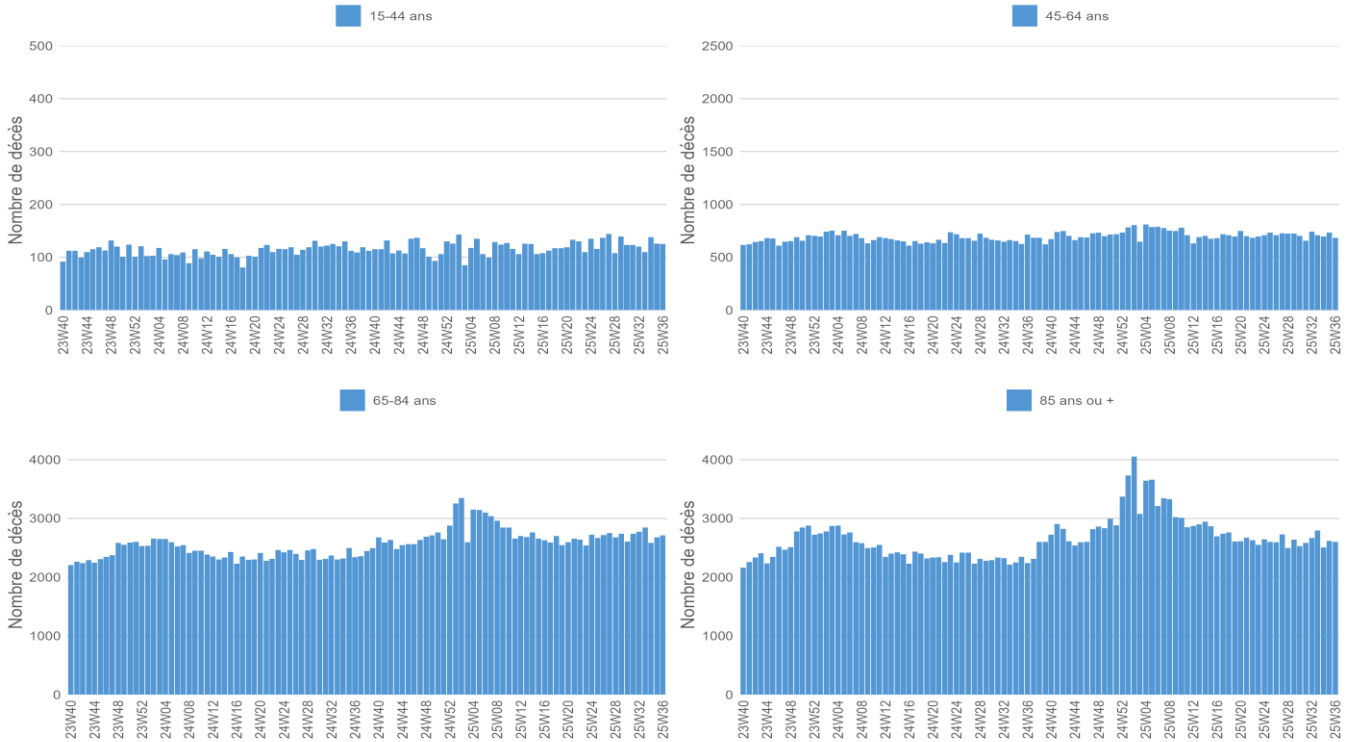 15-44 ans
Nombre de décès
500
400
300
200
100
0
23W40 23W44 23W48 23W52 24W04 24W08 24W12 24W16 24W20 24W24 24W28 24W32 24W36 24W40 24W44 24W48 24W52 25W04 25W08 25W12 25W16 25W20 25W24 25W28 25W32 25W36
45-64 ans
Nombre de décès
2500
2000
1500
1000
500
0
23W40 23W44 23W48 23W52 24W04 24W08 24W12 24W16 24W20 24W24 24W28 24W32 24W36 24W40 24W44 24W48 24W52 25W04 25W08 25W12 25W16 25W20 25W24 25W28 25W32 25W36
65-84 ans
Nombre de décès
4000
3000
2000
1000
0
23W40 23W44 23W48 23W52 24W04 24W08 24W12 24W16 24W20 24W24 24W28 24W32 24W36 24W40 24W44 24W48 24W52 25W04 25W08 25W12 25W16 25W20 25W24 25W28 25W32 25W36
85 ans ou +
Nombre de décès
4000
3000
2000
1000
0
23W40 23W44 23W48 23W52 24W04 24W08 24W12 24W16 24W20 24W24 24W28 24W32 24W36 24W40 24W44 24W48 24W52 25W04 25W08 25W12 25W16 25W20 25W24 25W28 25W32 25W36